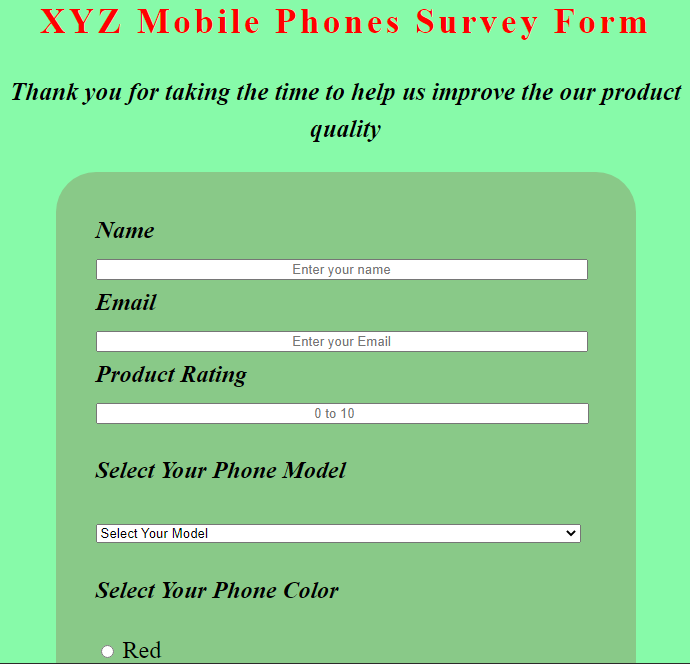 XYZ Mobile Phones Survey Form
Thank you for taking the time to help us improve the our product
quality
Name
Enter your name
Email
Enter your Email
Product Rating
0 to 10
Select Your Phone Model
Select Your Model
Select Your Phone Color
Red